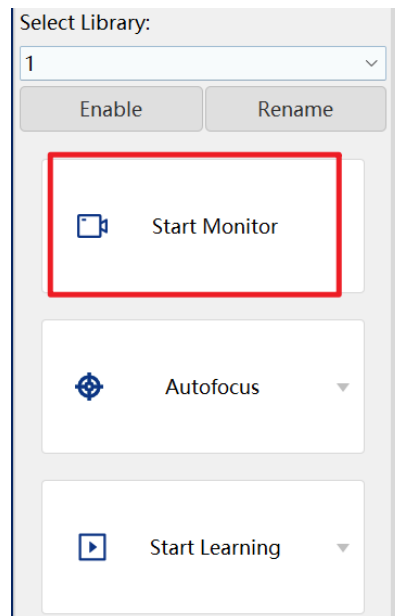 Select Library:
1
Enable Rename
Start Monitor
Autofocus
Start Learning